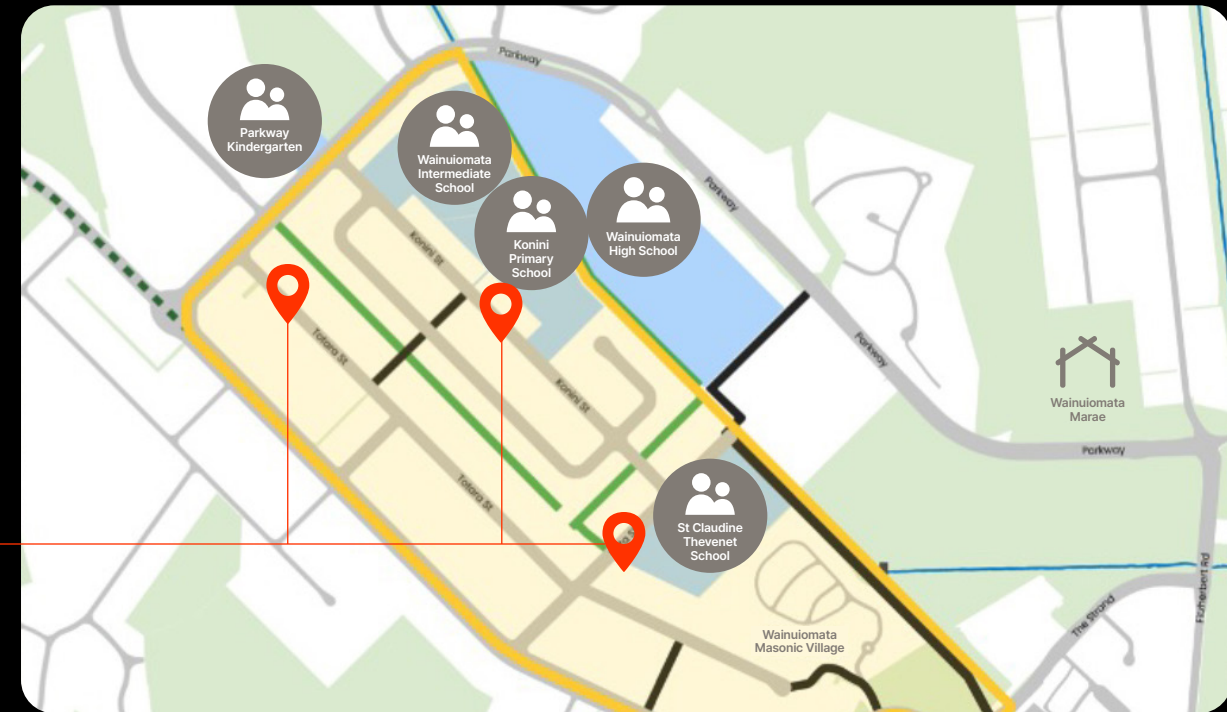 Parkway
Parkway
Kindergarten
Wainuiomata
Intermediate
School
Konini
Primary
School
Wainuiomata
High School
Parkway
Konini St
Totara St
Parkway
Konini St
Wainuiomata
Marae
Parkway
Totara St
St Claudine
Thevenet
School
Wainuiomata
Masonic Village
The Strand
Fitzherbert Rd